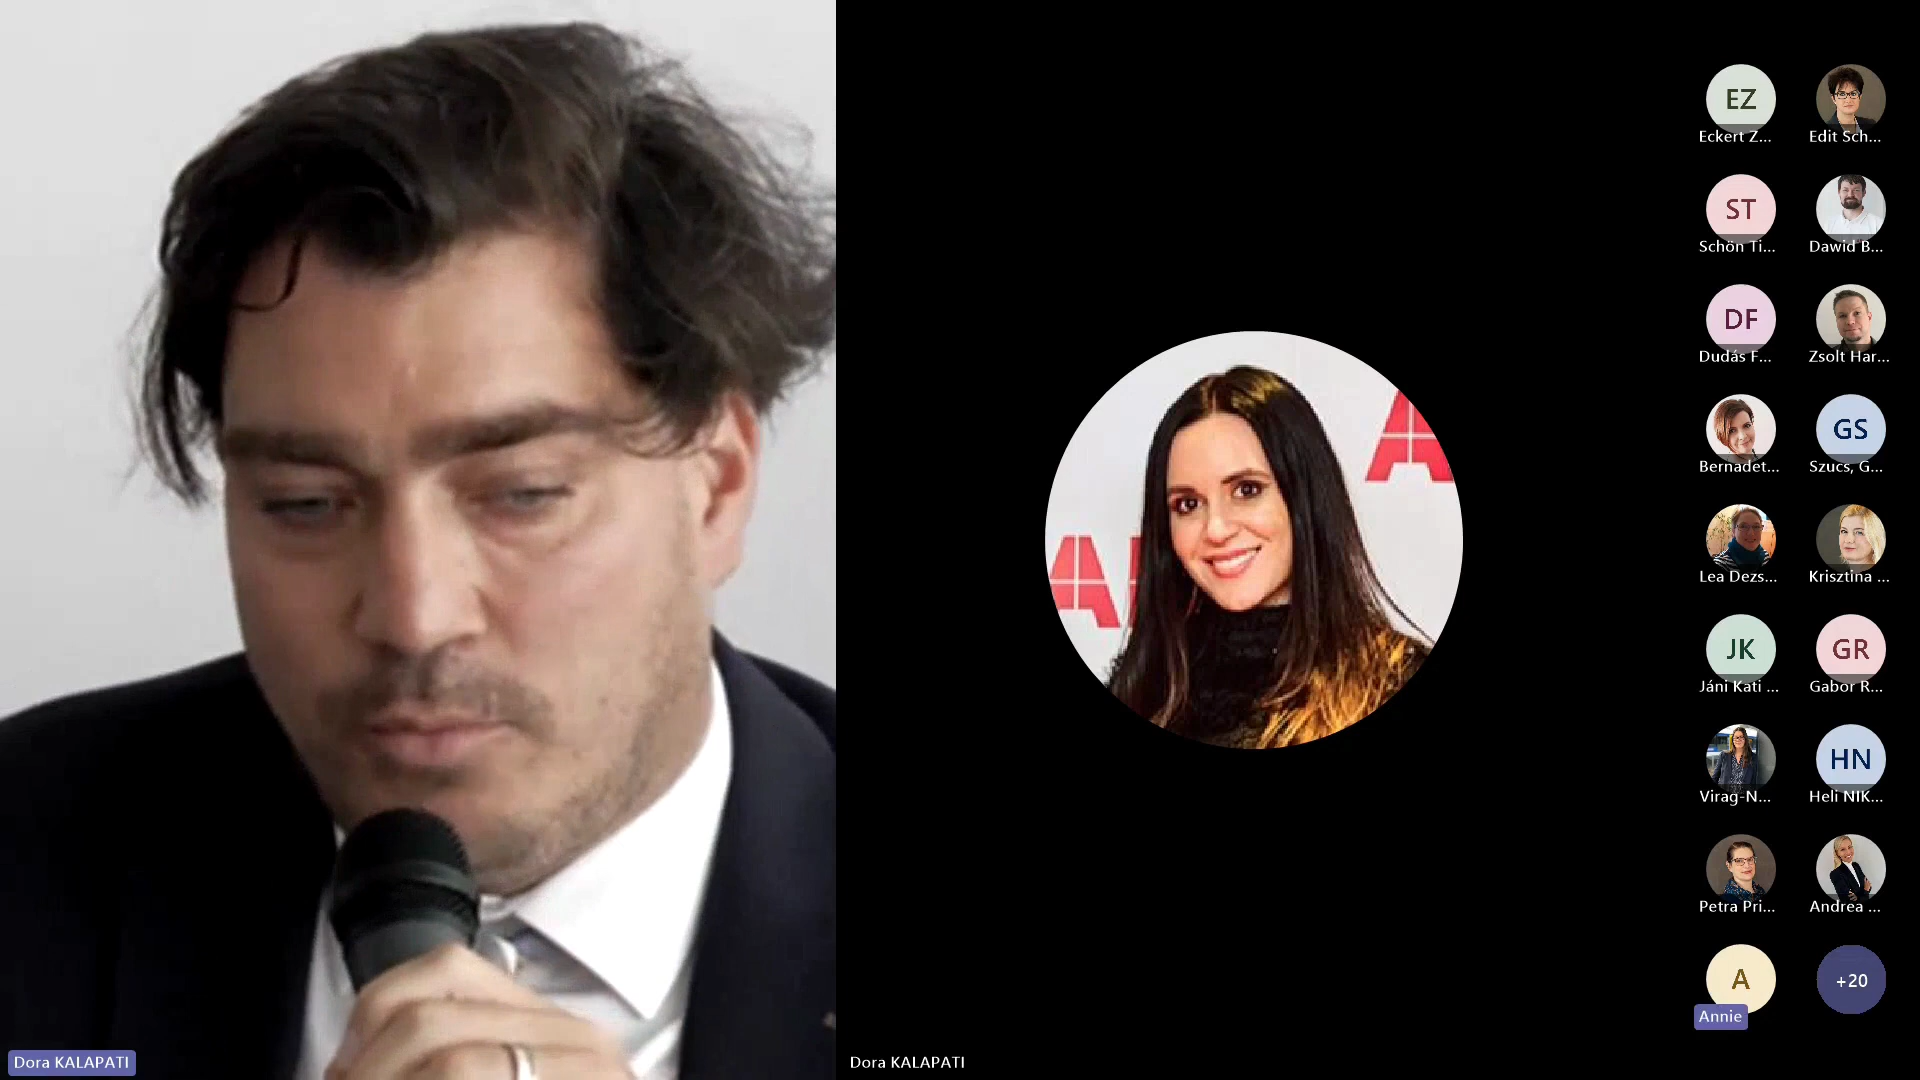 EZ
Eckert Z...
Edit Sch...
ST
Schön Ti...
Dawid B...
DF
Dudás F...
Zsolt Har...
Bernadet...
GS
Szucs, G...
Lea Dezs...
Krisztina ...
JK
Jáni Kati ...
GR
Gabor R...
Virag-N...
HN
Heli NIK...
Petra Pri...
Andrea ...
A
Annie
+20
Dora KALAPATI
Dora KALAPATI